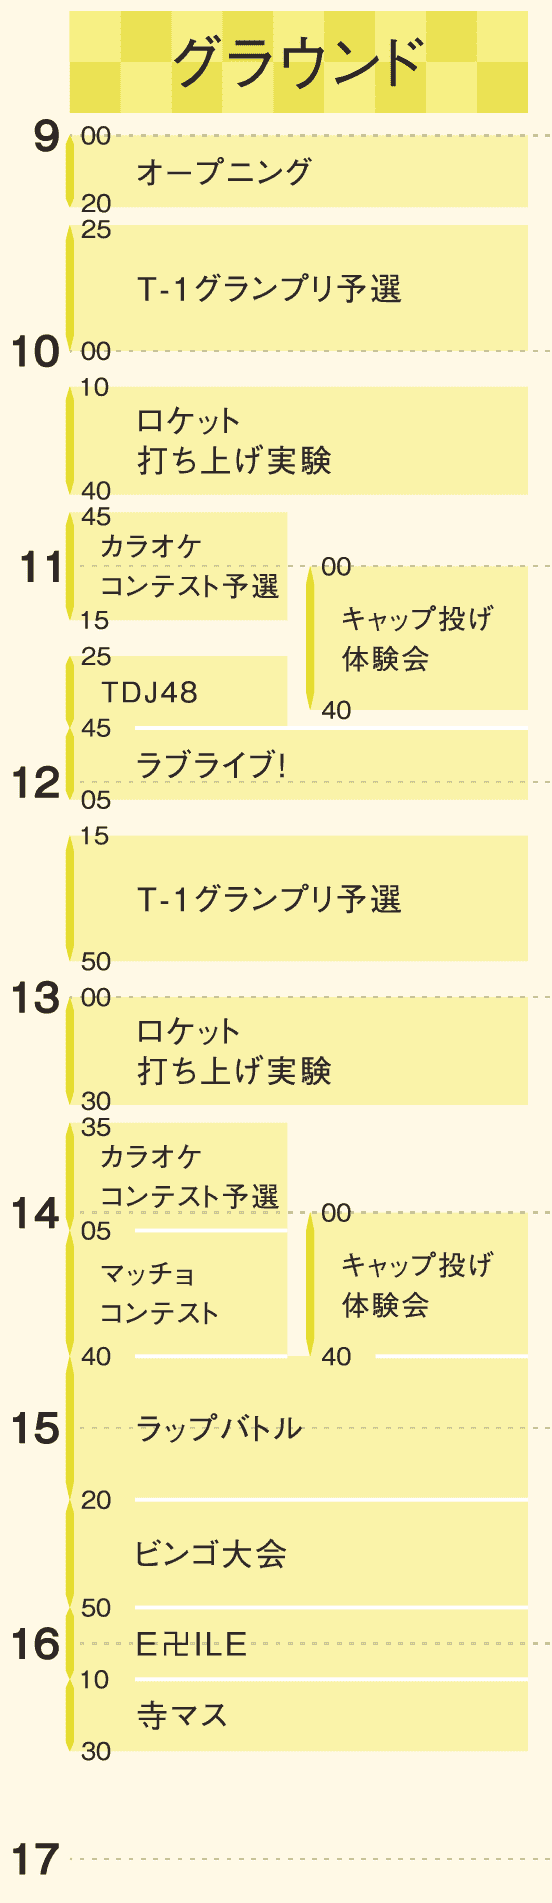 グラウンド
9
00
オープニング
20
25
T-1グランプリ予選
10
00
10
ロケット
打ち上げ実験
40
45
カラオケ
コンテスト予選
11
00
キャップ投げ
体験会
15
25
TDJ48
40
45
ラブライブ!
12
05
15
T-1グランプリ予選
50
13
00
ロケット
打ち上げ実験
30
35
カラオケ
コンテスト予選
14
00
05
キャップ投げ
体験会
マッチョ
コンテスト
40
40
15
ラップバトル
20
ビンゴ大会
50
16
E卍ILE
10
寺マス
30
17